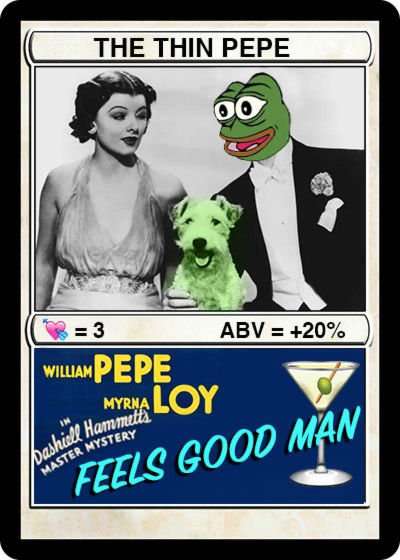 THE THIN PEPE
💘 = 3 ABV = +20%
WILLIAM PEPE
MYRNA LOY
IN
Dashiell Hammett's
MASTER MYSTERY
FEELS GOOD MAN